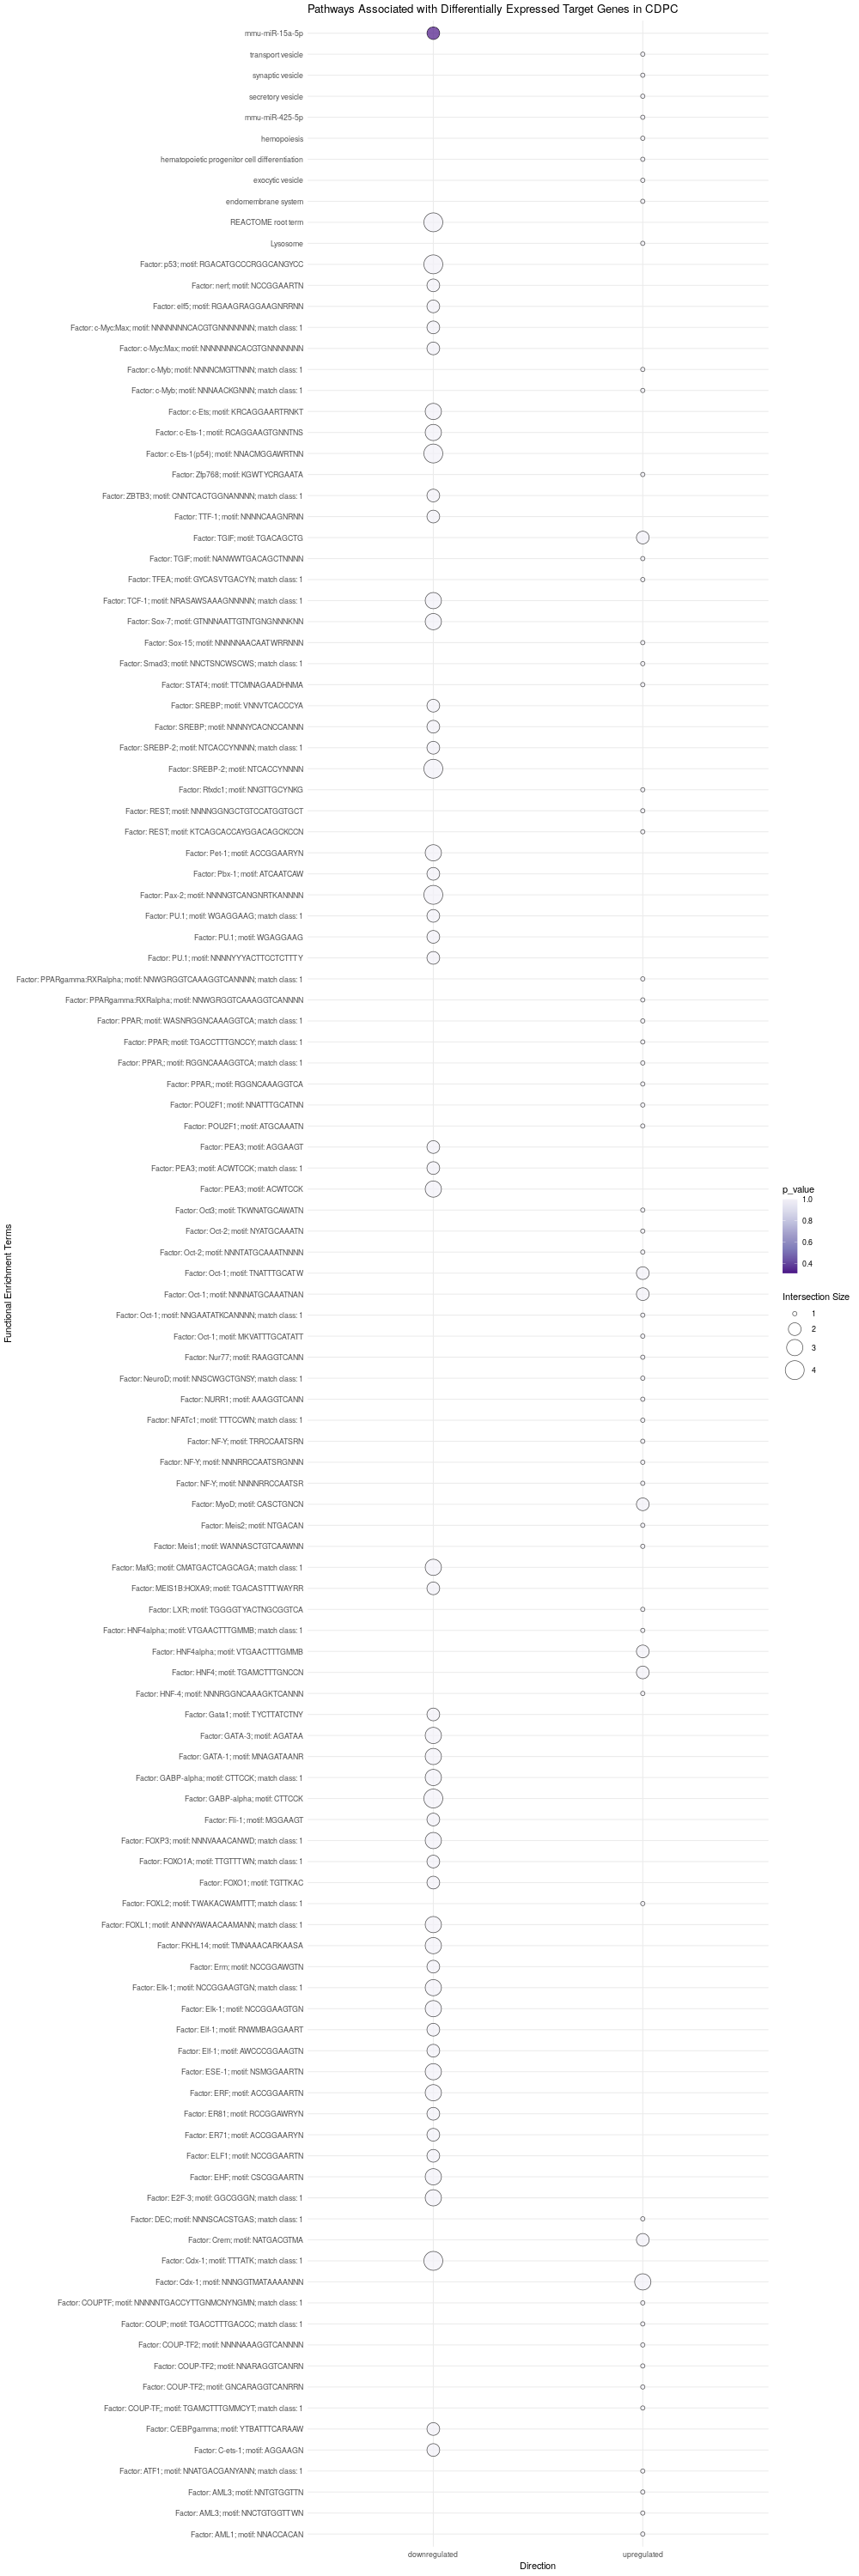 Pathways Associated with Differentially Expressed Target Genes in CDPC
mmu-miR-15a-5p
transport vesicle
synaptic vesicle
secretory vesicle
mmu-miR-425-5p
hemopoiesis
hematopoietic progenitor cell differentiation
exocytic vesicle
endomembrane system
REACTOME root term
Lysosome
Factor: p53; motif: RGACATGCCCRGGCANGYCC
Factor: nerf; motif: NCCGGAARTN
Factor: elf5; motif: RGAAGRAGGAAGNRRNN
Factor: c-Myc:Max; motif: NNNNNNNCACGTGNNNNNNN; match class: 1
Factor: c-Myc:Max; motif: NNNNNNNCACGTGNNNNNNN
Factor: c-Myb; motif: NNNNCMGTTNNN; match class: 1
Factor: c-Myb; motif: NNNAACKGNNN; match class: 1
Factor: c-Ets; motif: KRCAGGAARTRNKT
Factor: c-Ets-1; motif: RCAGGAAGTGNNTNS
Factor: c-Ets-1(p54); motif: NNACMGGAWRTNN
Factor: Zfp768; motif: KGWTYCRGAATA
Factor: ZBTB3; motif: CNNTCACTGGNANNNN; match class: 1
Factor: TTF-1; motif: NNNNCAAGNRNN
Factor: TGIF; motif: TGACAGCTG
Factor: TGIF; motif: NANWWTGACAGCTNNNN
Factor: TFEA; motif: GYCASVTGACYN; match class: 1
Factor: TCF-1; motif: NRASAWSAAAGNNNNN; match class: 1
Factor: Sox-7; motif: GTNNNAATTGTNTGNGNNNKNN
Factor: Sox-15; motif: NNNNNAACAATWRRNNN
Factor: Smad3; motif: NNCTSNCWSCWS; match class: 1
Factor: STAT4; motif: TTCMNAGAADHNMA
Factor: SREBP; motif: VNNVTCACCCYA
Factor: SREBP; motif: NNNNYCACNCCANNN
Factor: SREBP-2; motif: NTCACCYNNNN; match class: 1
Factor: SREBP-2; motif: NTCACCYNNNN
Factor: Rfxdc1; motif: NNGTTGCYNKG
Factor: REST; motif: NNNNGGNGCTGTCCATGGTGCT
Factor: REST; motif: KTCAGCACCAYGGACAGCKCCN
Factor: Pet-1; motif: ACCGGAARYN
Factor: Pbx-1; motif: ATCAATCAW
Factor: Pax-2; motif: NNNNGTCANGNRTKANNNN
Factor: PU.1; motif: WGAGGAAG; match class: 1
Factor: PU.1; motif: WGAGGAAG
Factor: PU.1; motif: NNNNYYYACTTCCTCTTTY
Factor: PPARgamma:RXRalpha; motif: NNWGRGGTCAAAGGTCANNNN; match class: 1
Factor: PPARgamma:RXRalpha; motif: NNWGRGGTCAAAGGTCANNNN
Factor: PPAR; motif: WASNRGGNCAAAGGTCA; match class: 1
Factor: PPAR; motif: TGACCTTTGNCCY; match class: 1
Factor: PPAR,; motif: RGGNCAAAGGTCA; match class: 1
Factor: PPAR,; motif: RGGNCAAAGGTCA
Factor: POU2F1; motif: NNATTTGCATNN
Factor: POU2F1; motif: ATGCAAATN
Factor: PEA3; motif: AGGAAGT
Factor: PEA3; motif: ACWTCCK; match class: 1
Factor: PEA3; motif: ACWTCCK
Factor: Oct3; motif: TKWNATGCAWATN
Factor: Oct-2; motif: NYATGCAAATN
Factor: Oct-2; motif: NNNTATGCAAATNNNN
Factor: Oct-1; motif: TNATTTGCATW
Factor: Oct-1; motif: NNNNATGCAAATNAN
Factor: Oct-1; motif: NNGAATATKCANNNN; match class: 1
Factor: Oct-1; motif: MKVATTTGCATATT
Factor: Nur77; motif: RAAGGTCANN
Factor: NeuroD; motif: NNSCWGCTGNSY; match class: 1
Factor: NURR1; motif: AAAGGTCANN
Factor: NFATc1; motif: TTTCCWN; match class: 1
Factor: NF-Y; motif: TRRCCAATSRN
Factor: NF-Y; motif: NNNRRCCAATSRGNNN
Factor: NF-Y; motif: NNNNRRCCAATSR
Factor: MyoD; motif: CASCTGNCN
Factor: Meis2; motif: NTGACAN
Factor: Meis1; motif: WANNASCTGTCAAWNN
Factor: MafG; motif: CMATGACTCAGCAGA; match class: 1
Factor: MEIS1B:HOXA9; motif: TGACASTTTWAYRR
Factor: LXR; motif: TGGGGTYACTNGCGGTCA
Factor: HNF4alpha; motif: VTGAACTTTGMMB; match class: 1
Factor: HNF4alpha; motif: VTGAACTTTGMMB
Factor: HNF4; motif: TGAMCTTTGNCCN
Factor: HNF-4; motif: NNNRGGNCAAAGKTCANNN
Factor: Gata1; motif: TYCTTATCTNY
Factor: GATA-3; motif: AGATAA
Factor: GATA-1; motif: MNAGATAANR
Factor: GABP-alpha; motif: CTTCCK; match class: 1
Factor: GABP-alpha; motif: CTTCCK
Factor: Fli-1; motif: MGGAAGT
Factor: FOXP3; motif: NNNVAAACANWD; match class: 1
Factor: FOXO1A; motif: TTGTTTWN; match class: 1
Factor: FOXO1; motif: TGTTKAC
Factor: FOXL2; motif: TWAKACWAMTTT; match class: 1
Factor: FOXL1; motif: ANNNYAWAACAAMANN; match class: 1
Factor: FKHL14; motif: TMNAAACARKAASA
Factor: Erm; motif: NCCGGAWGTN
Factor: Elk-1; motif: NCCGGAAGTGN; match class: 1
Factor: Elk-1; motif: NCCGGAAGTGN
Factor: Elf-1; motif: RNWMBAGGAART
Factor: Elf-1; motif: AWCCCGGAAGTN
Factor: ESE-1; motif: NSMGGAARTN
Factor: ERF; motif: ACCGGAARTN
Factor: ER81; motif: RCCGGAWRYN
Factor: ER71; motif: ACCGGAARYN
Factor: ELF1; motif: NCCGGAARTN
Factor: EHF; motif: CSCGGAARTN
Factor: E2F-3; motif: GGCGGGN; match class: 1
Factor: DEC; motif: NNNSCACSTGAS; match class: 1
Factor: Crem; motif: NATGACGTMA
Factor: Cdx-1; motif: TTTATK; match class: 1
Factor: Cdx-1; motif: NNNGGTMATAAAANNN
Factor: COUPTF; motif: NNNNNTGACCYTTGNMCNYNGMN; match class: 1
Factor: COUP; motif: TGACCTTTGACCC; match class: 1
Factor: COUP-TF2; motif: NNNNAAAGGTCANNNN
Factor: COUP-TF2; motif: NNARAGGTCANRN
Factor: COUP-TF2; motif: GNCARAGGTCANRRN
Factor: COUP-TF,; motif: TGAMCTTTGMMCYT; match class: 1
Factor: C/EBPgamma; motif: YTBATTTCARAAW
Factor: C-ets-1; motif: AGGAAGN
Factor: ATF1; motif: NNATGACGANYANN; match class: 1
Factor: AML3; motif: NNTGTGGTTN
Factor: AML3; motif: NNCTGTGGTTWN
Factor: AML1; motif: NNACCACAN
Functional Enrichment Terms
downregulated
upregulated
Direction
p_value
1.0
0.8
0.6
0.4
Intersection Size
1
2
3
4